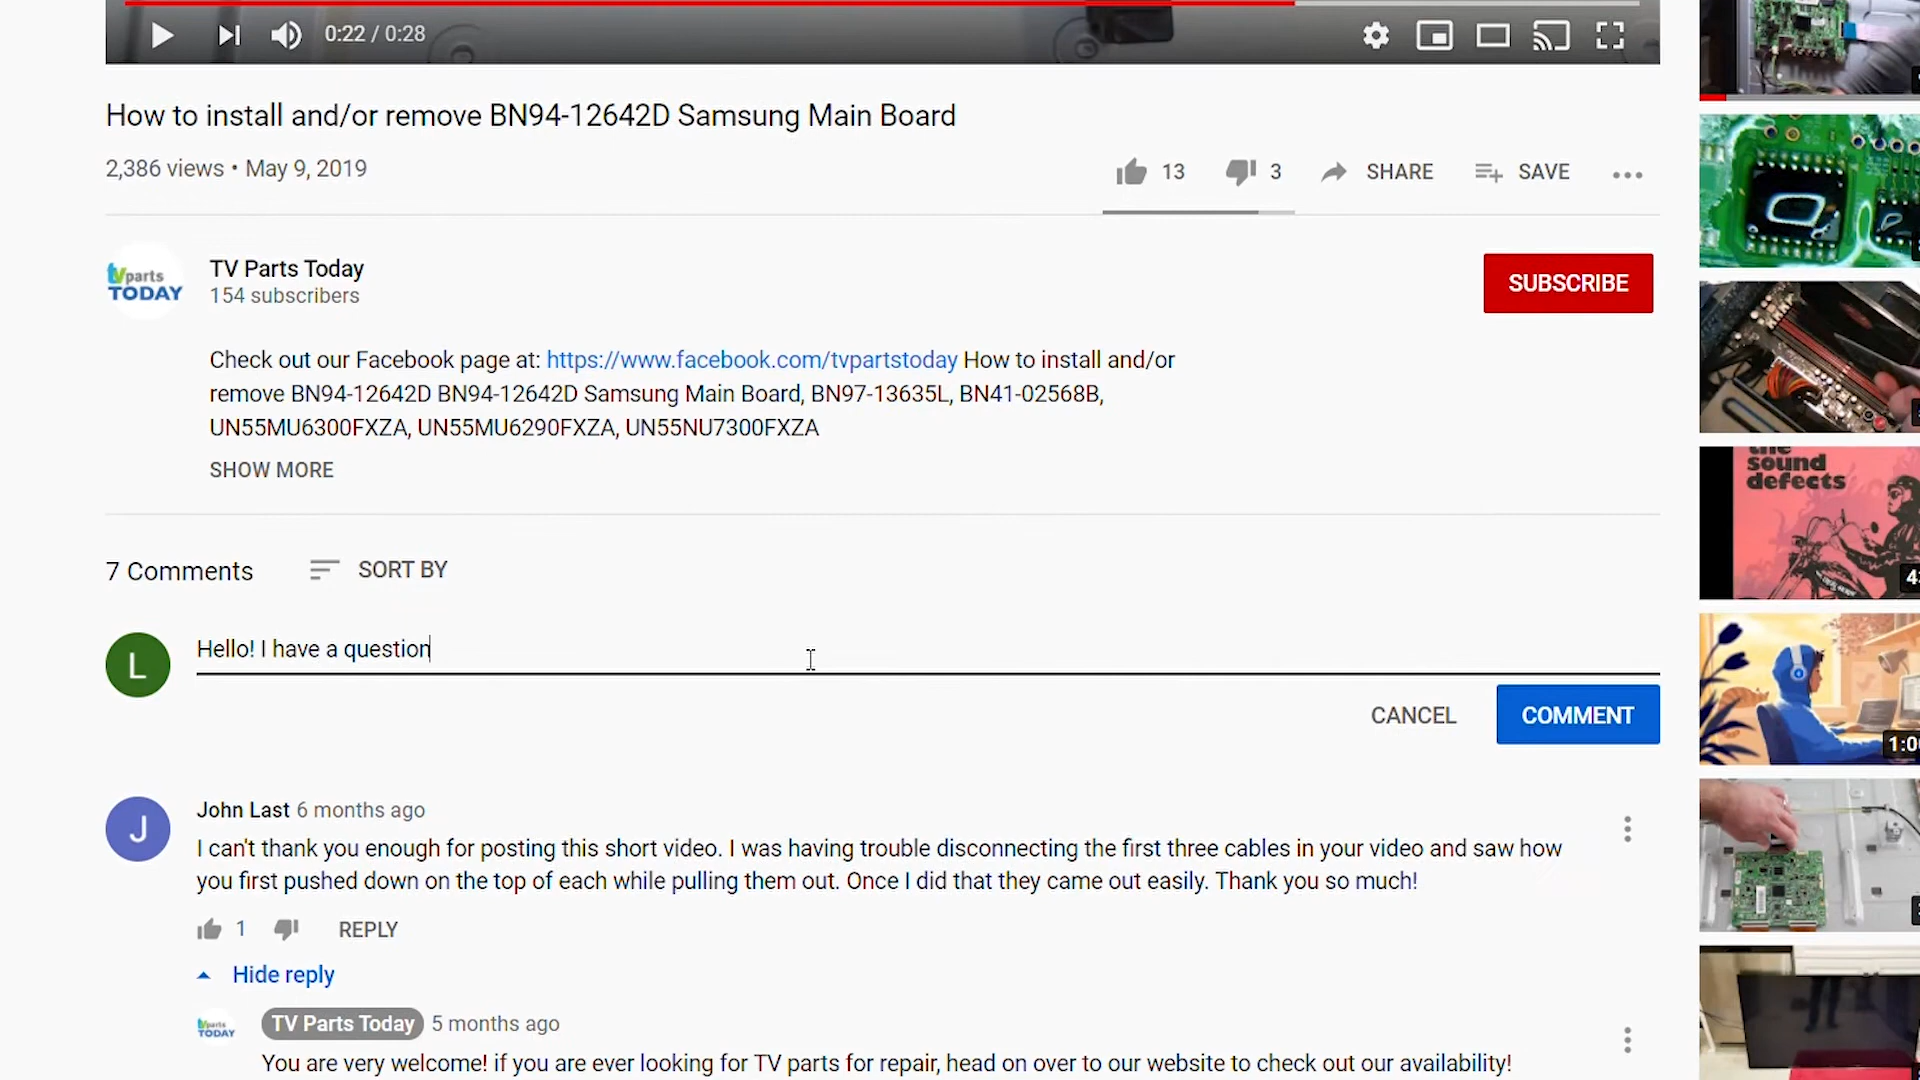 0:22 / 0:28
How to install and/or remove BN94-12642D Samsung Main Board
2,386 views • May 9, 2019
13
3
SHARE
SAVE
tvparts
TODAY
TV Parts Today
154 subscribers
SUBSCRIBE
Check out our Facebook page at: https://www.facebook.com/tvpartstoday How to install and/or
remove BN94-12642D BN94-12642D Samsung Main Board, BN97-13635L, BN41-02568B,
UN55MU6300FXZA, UN55MU6290FXZA, UN55NU7300FXZA
SHOW MORE
the
sound
defects
7 Comments
SORT BY
L
Hello! I have a question
CANCEL
COMMENT
J
John Last 6 months ago
I can't thank you enough for posting this short video. I was having trouble disconnecting the first three cables in your video and saw how
you first pushed down on the top of each while pulling them out. Once I did that they came out easily. Thank you so much!
1
REPLY
Hide reply
tvparts
TODAY
TV Parts Today 5 months ago
You are very welcome! if you are ever looking for TV parts for repair, head on over to our website to check out our availability!